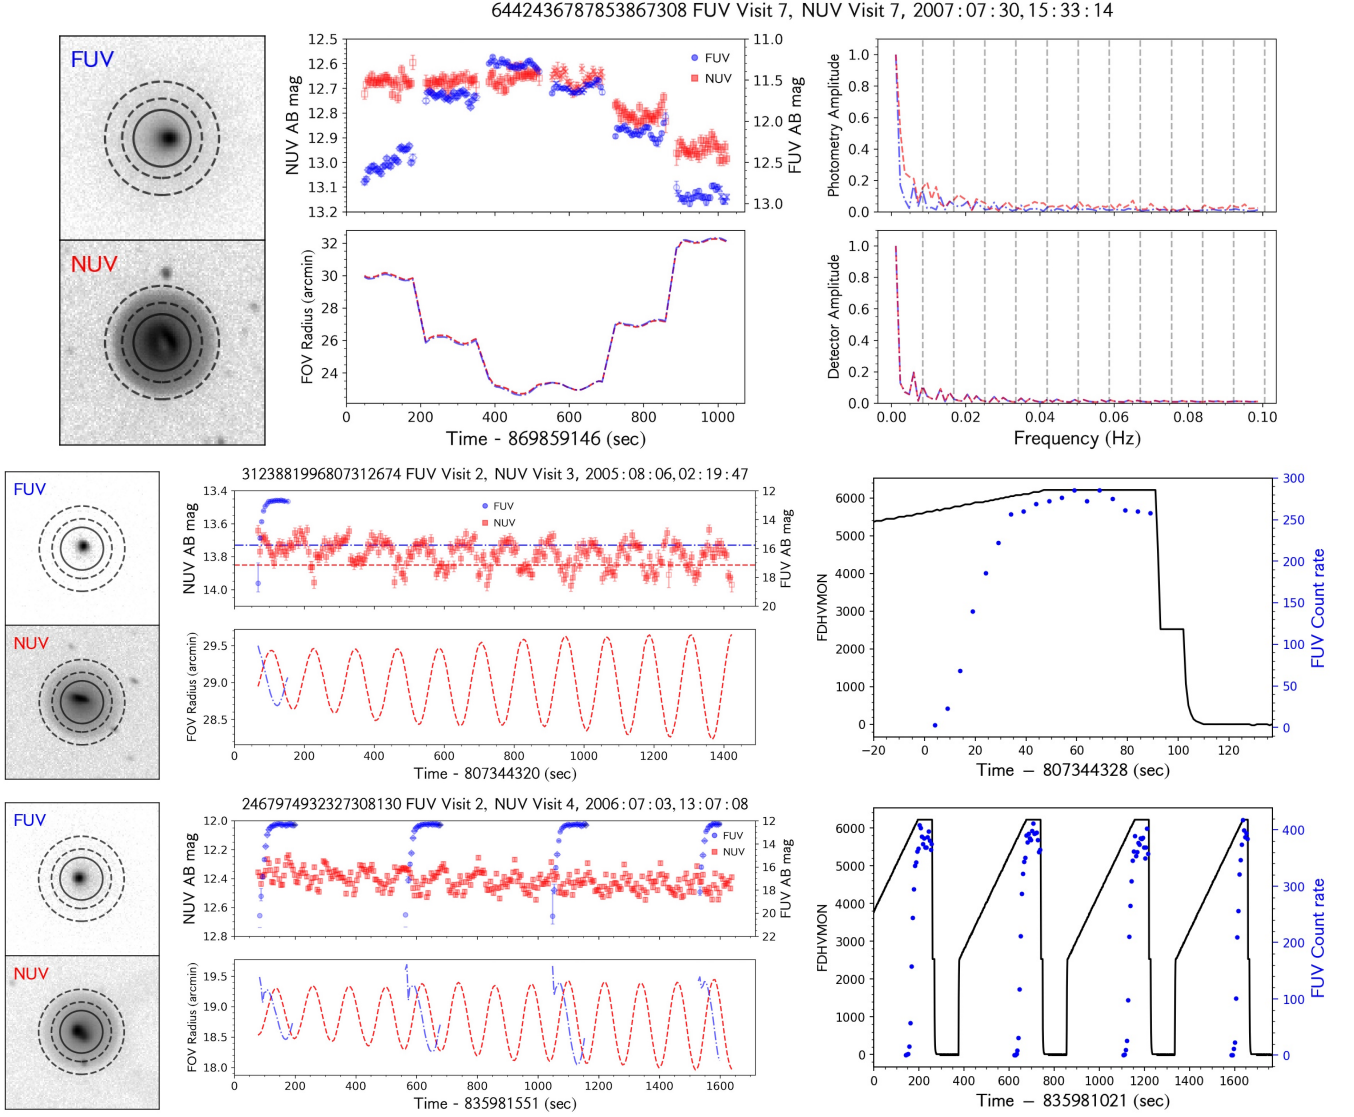 6442436787853867308 FUV Visit 7, NUV Visit 7, 2007:07:30,15:33:14
FUV
NUV
12.5
12.6
12.7
12.8
12.9
13.0
13.1
13.2
NUV AB mag
FUV
NUV
11.0
11.5
12.0
12.5
13.0
FUV AB mag
32
30
28
26
24
FOV Radius (arcmin)
0 200 400 600 800 1000
Time - 869859146 (sec)
1.0
0.8
0.6
0.4
0.2
0.0
Photometry Amplitude
1.0
0.8
0.6
0.4
0.2
0.0
Detector Amplitude
0.00 0.02 0.04 0.06 0.08 0.10
Frequency (Hz)
3123881996807312674 FUV Visit 2, NUV Visit 3, 2005:08:06,02:19:47
FUV
NUV
13.4
13.6
13.8
14.0
NUV AB mag
FUV
NUV
12
14
16
18
20
FUV AB mag
29.5
29.0
28.5
FOV Radius (arcmin)
0 200 400 600 800 1000 1200 1400
Time - 807344320 (sec)
6000
5000
4000
3000
2000
1000
0
FDHVMON
300
250
200
150
100
50
0
FUV Count rate
−20 0 20 40 60 80 100 120
Time − 807344328 (sec)
24679749323273081​30 FUV Visit 2, NUV Visit 4, 2006:07:03,13:07:08
FUV
NUV
12.0
12.2
12.4
12.6
12.8
NUV AB mag
FUV
NUV
12
14
16
18
20
22
FUV AB mag
19.5
19.0
18.5
18.0
FOV Radius (arcmin)
0 200 400 600 800 1000 1200 1400 1600
Time - 835981551 (sec)
6000
5000
4000
3000
2000
1000
0
FDHVMON
400
300
200
100
0
FUV Count rate
0 200 400 600 800 1000 1200 1400 1600
Time − 835981021 (sec)